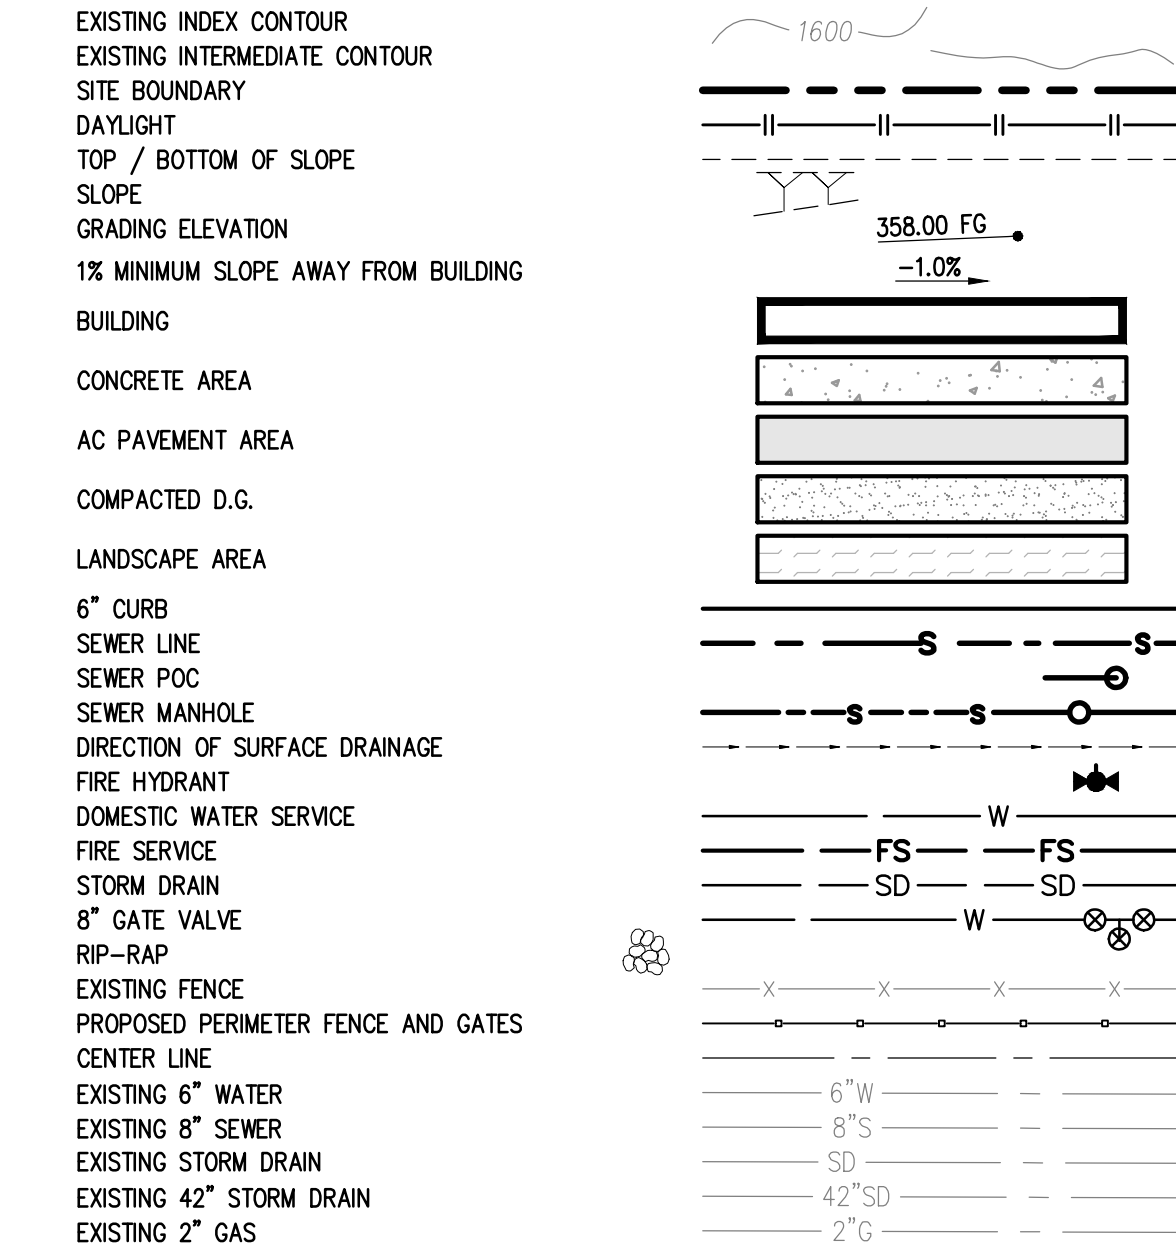 EXISTING INDEX CONTOUR 1600
EXISTING INTERMEDIATE CONTOUR
SITE BOUNDARY
DAYLIGHT
TOP / BOTTOM OF SLOPE
SLOPE
GRADING ELEVATION 358.00 FG
1% MINIMUM SLOPE AWAY FROM BUILDING -1.0%
BUILDING
CONCRETE AREA
AC PAVEMENT AREA
COMPACTED D.G.
LANDSCAPE AREA
6" CURB
SEWER LINE S S
SEWER POC
SEWER MANHOLE S S
DIRECTION OF SURFACE DRAINAGE
FIRE HYDRANT
DOMESTIC WATER SERVICE W
FIRE SERVICE FS FS
STORM DRAIN SD SD
8" GATE VALVE W
RIP-RAP
EXISTING FENCE X X X X
PROPOSED PERIMETER FENCE AND GATES
CENTER LINE
EXISTING 6" WATER 6"W
EXISTING 8" SEWER 8"S
EXISTING STORM DRAIN SD
EXISTING 42" STORM DRAIN 42"SD
EXISTING 2" GAS 2"G